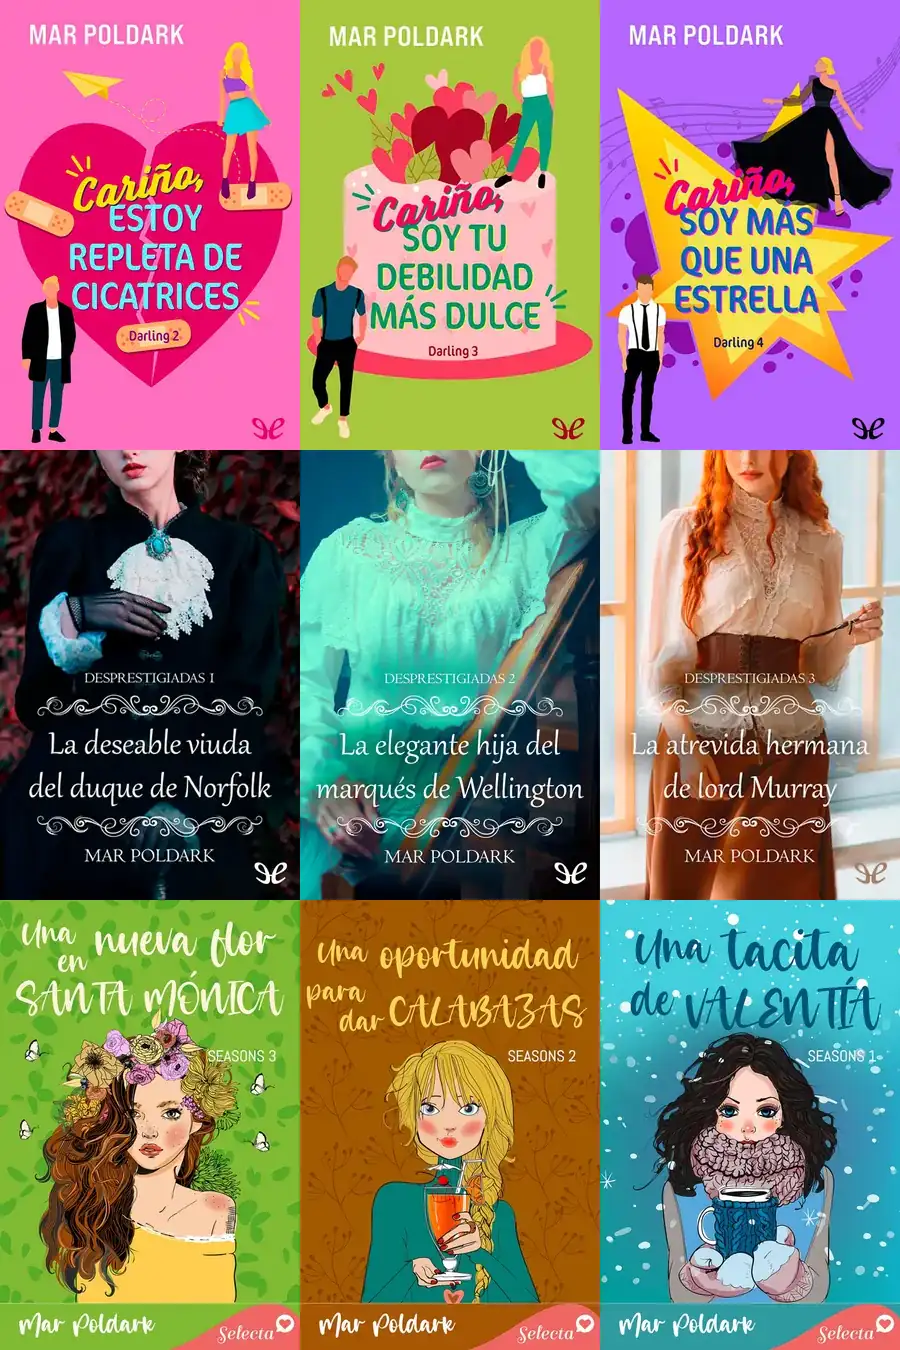 MAR POLDARK
Cariño,
ESTOY
REPLETA DE
CICATRICES
Darling 2
MAR POLDARK
Cariño,
SOY TU
DEBILIDAD
MÁS DULCE
Darling 3
MAR POLDARK
Cariño,
SOY MÁS
QUE UNA
ESTRELLA
Darling 4
DESPRESTIGIADAS 1
La deseable viuda
del duque de Norfolk
MAR POLDARK
DESPRESTIGIADAS 2
La elegante hija del
marqués de Wellington
MAR POLDARK
DESPRESTIGIADAS 3
La atrevida hermana
de lord Murray
MAR POLDARK
Una nueva flor
en
SANTA MÓNICA
SEASONS 3
Mar Poldark
Selecta
Una oportunidad
para
dar CALABAZAS
SEASONS 2
Mar Poldark
Selecta
Una tacita
de VALENTÍA
SEASONS 1
Mar Poldark
Selecta